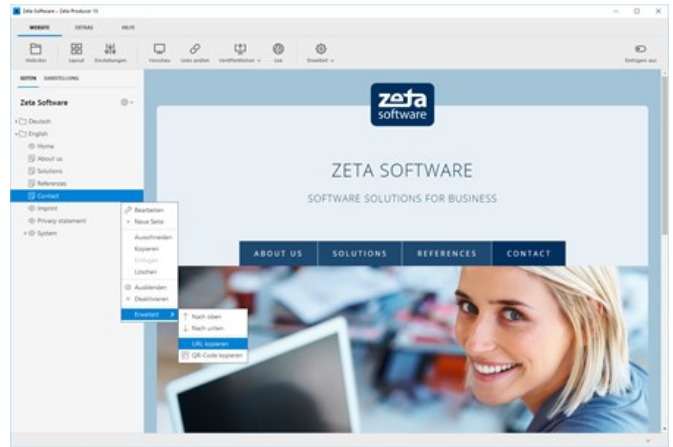 Zeta Software - Zeta Producer 15
WEBSITE EXTRAS HILFE
Websites Layout Einstellungen Vorschau Links prüfen Veröffentlichen Live Erweitert Einfügen aus
SEITEN DARSTELLUNG
Zeta Software
Deutsch
English
Home
About us
Solutions
References
Contact
Imprint
Privacy statement
System
Bearbeiten
Neue Seite
Ausschneiden
Kopieren
Einfügen
Löschen
Ausblenden
Deaktivieren
Erweitert
Nach oben
Nach unten
URL kopieren
QR-Code kopieren
zeta
software
ZETA SOFTWARE
SOFTWARE SOLUTIONS FOR BUSINESS
ABOUT US SOLUTIONS REFERENCES CONTACT